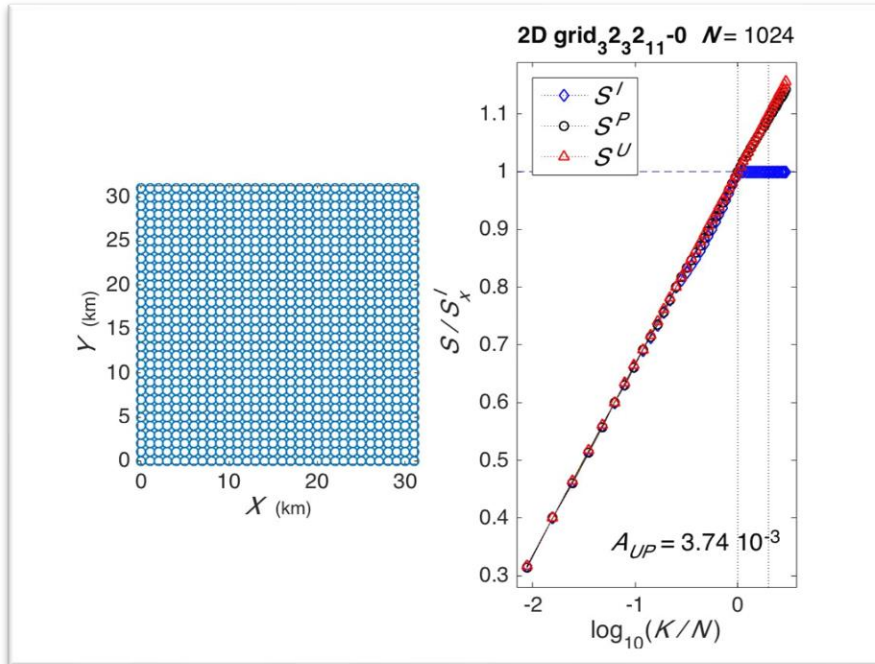 2D grid₃2₃2₁₁-0 N = 1024
S^I
S^P
S^U
1.1
1
0.9
0.8
0.7
0.6
0.5
0.4
0.3
S/S_x^I
A_UP = 3.74 10^-3
-2 -1 0
log₁₀(K/N)
30
25
20
15
10
5
0
Y (km)
0 10 20 30
X (km)